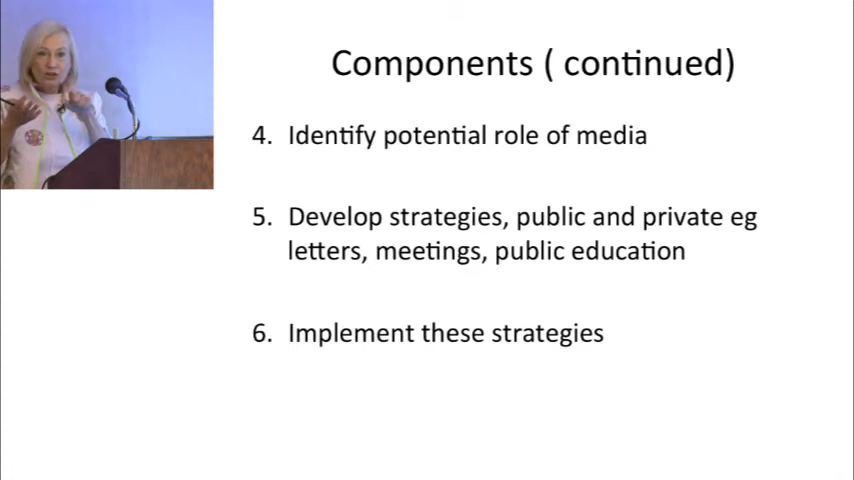 Components ( continued)
4. Identify potential role of media
5. Develop strategies, public and private eg
letters, meetings, public education
6. Implement these strategies